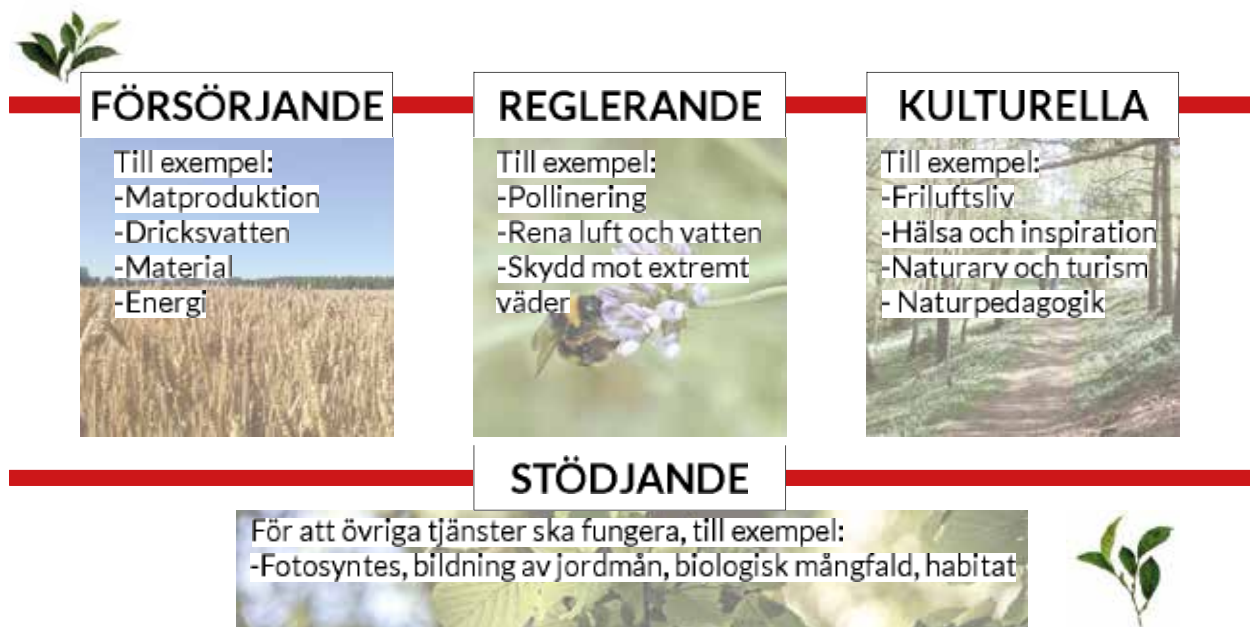 FÖRSÖRJANDE
Till exempel:
-Matproduktion
-Dricksvatten
-Material
-Energi
REGLERANDE
Till exempel:
-Pollinering
-Rena luft och vatten
-Skydd mot extremt
väder
KULTURELLA
Till exempel:
-Friluftsliv
-Hälsa och inspiration
-Naturarv och turism
- Naturpedagogik
STÖDJANDE
För att övriga tjänster ska fungera, till exempel:
-Fotosyntes, bildning av jordmån, biologisk mångfald, habitat